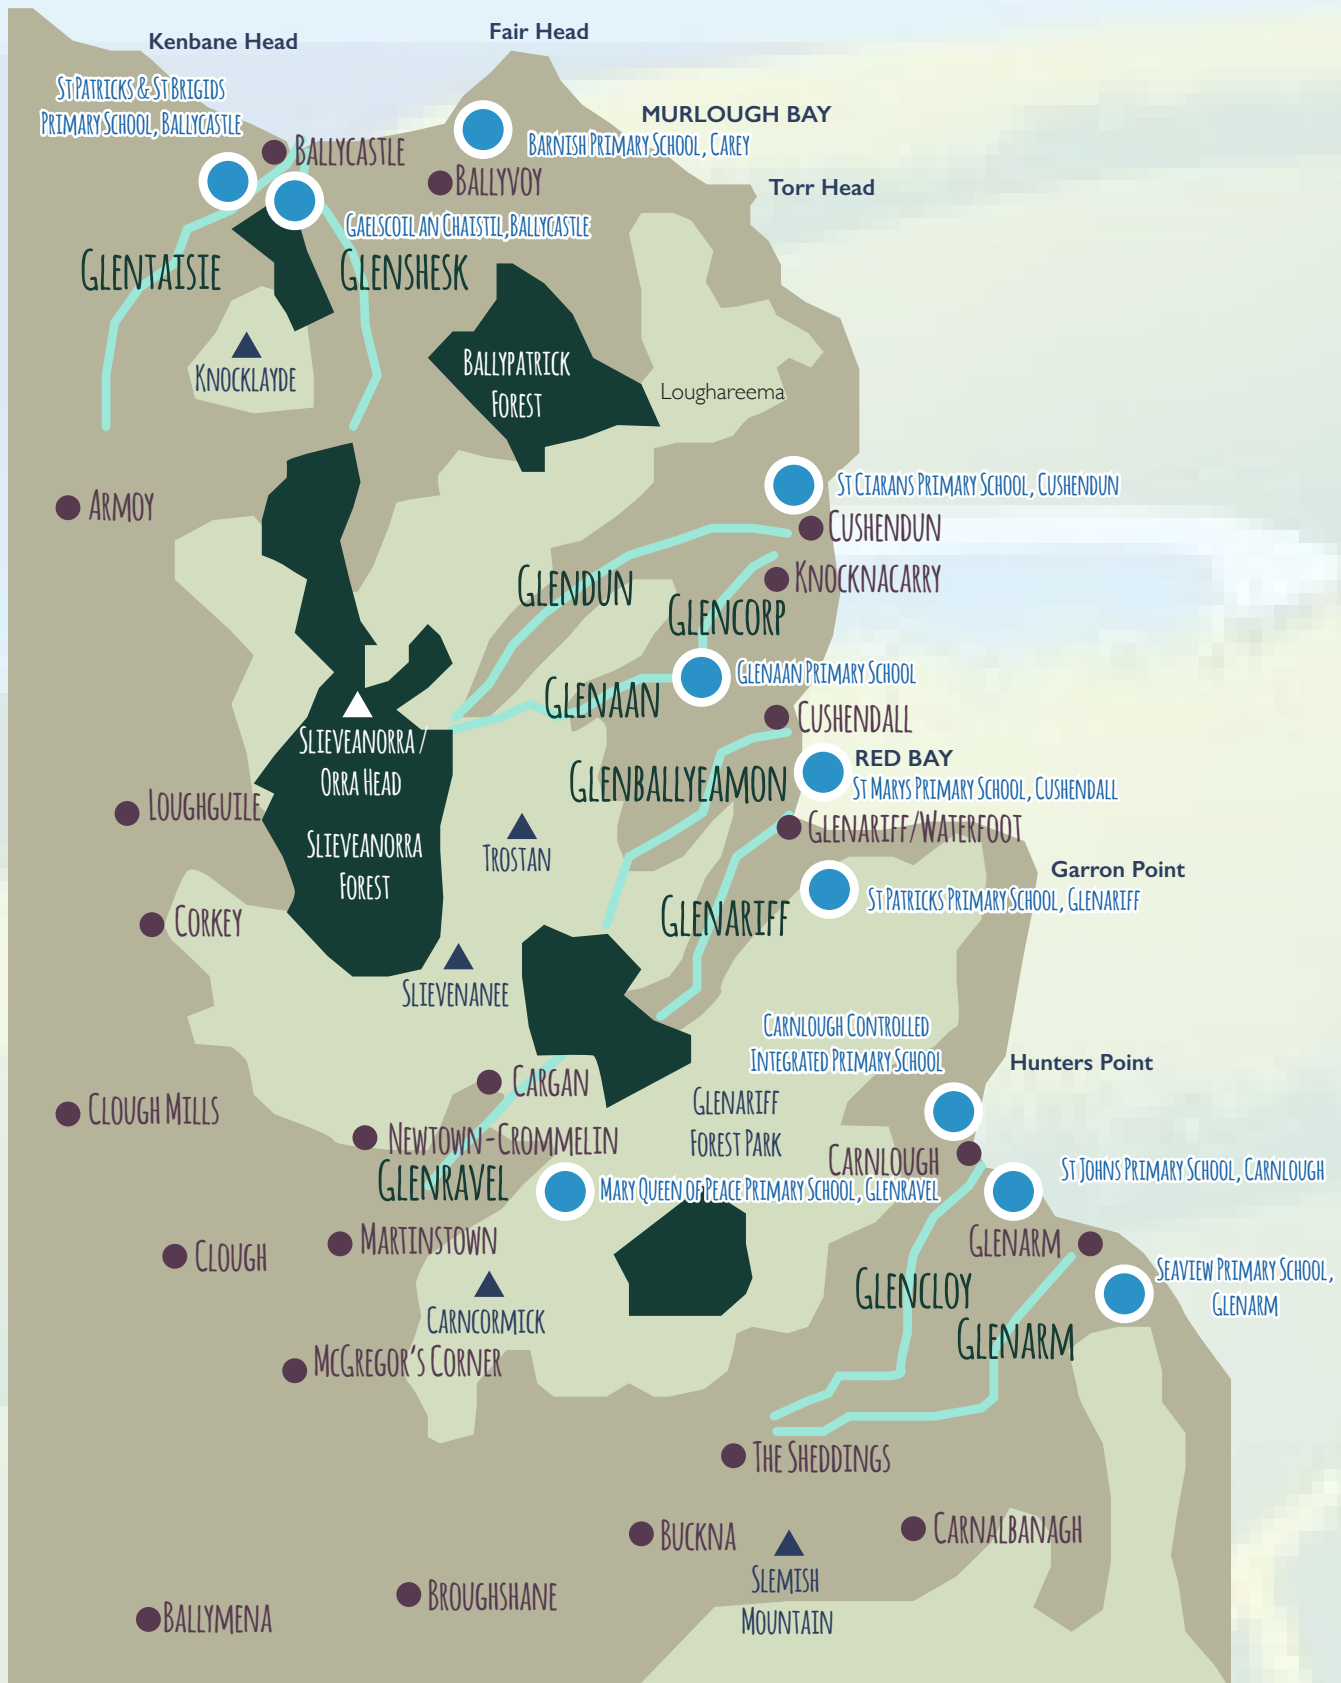 Kenbane Head
Fair Head
St Patricks & St Brigids
Primary School, Ballycastle
MURLOUGH BAY
Barnish Primary School, Carey
Ballycastle
Ballyvoy
Torr Head
Gaelscoil an Chaistil, Ballycastle
Glentaisie
Glenshesk
Knocklayde
Ballypatrick
Forest
Loughareema
Armoy
St Ciarans Primary School, Cushendun
Cushendun
Knocknacarry
Glendun
Glencorp
Glenaan Primary School
Glenaan
Cushendall
Slieveanorra /
Orra Head
RED BAY
St Marys Primary School, Cushendall
Glenballyeamon
Loughguile
Glenariff/Waterfoot
Slieveanorra
Forest
Trostan
Garron Point
St Patricks Primary School, Glenariff
Corkey
Glenariff
Slievenanee
Carnlough Controlled
Integrated Primary School
Hunters Point
Cargan
Clough Mills
Glenariff
Forest Park
Newtown-Crommelin
Carnlough
St Johns Primary School, Carnlough
Glenravel
Mary Queen of Peace Primary School, Glenravel
Martinstown
Clough
Glenarm
Seaview Primary School,
Glenarm
Glencloy
Carncormick
Glenarm
McGregor's Corner
The Sheddings
Buckna
Carnalbanagh
Slemish
Mountain
Broughshane
Ballymena